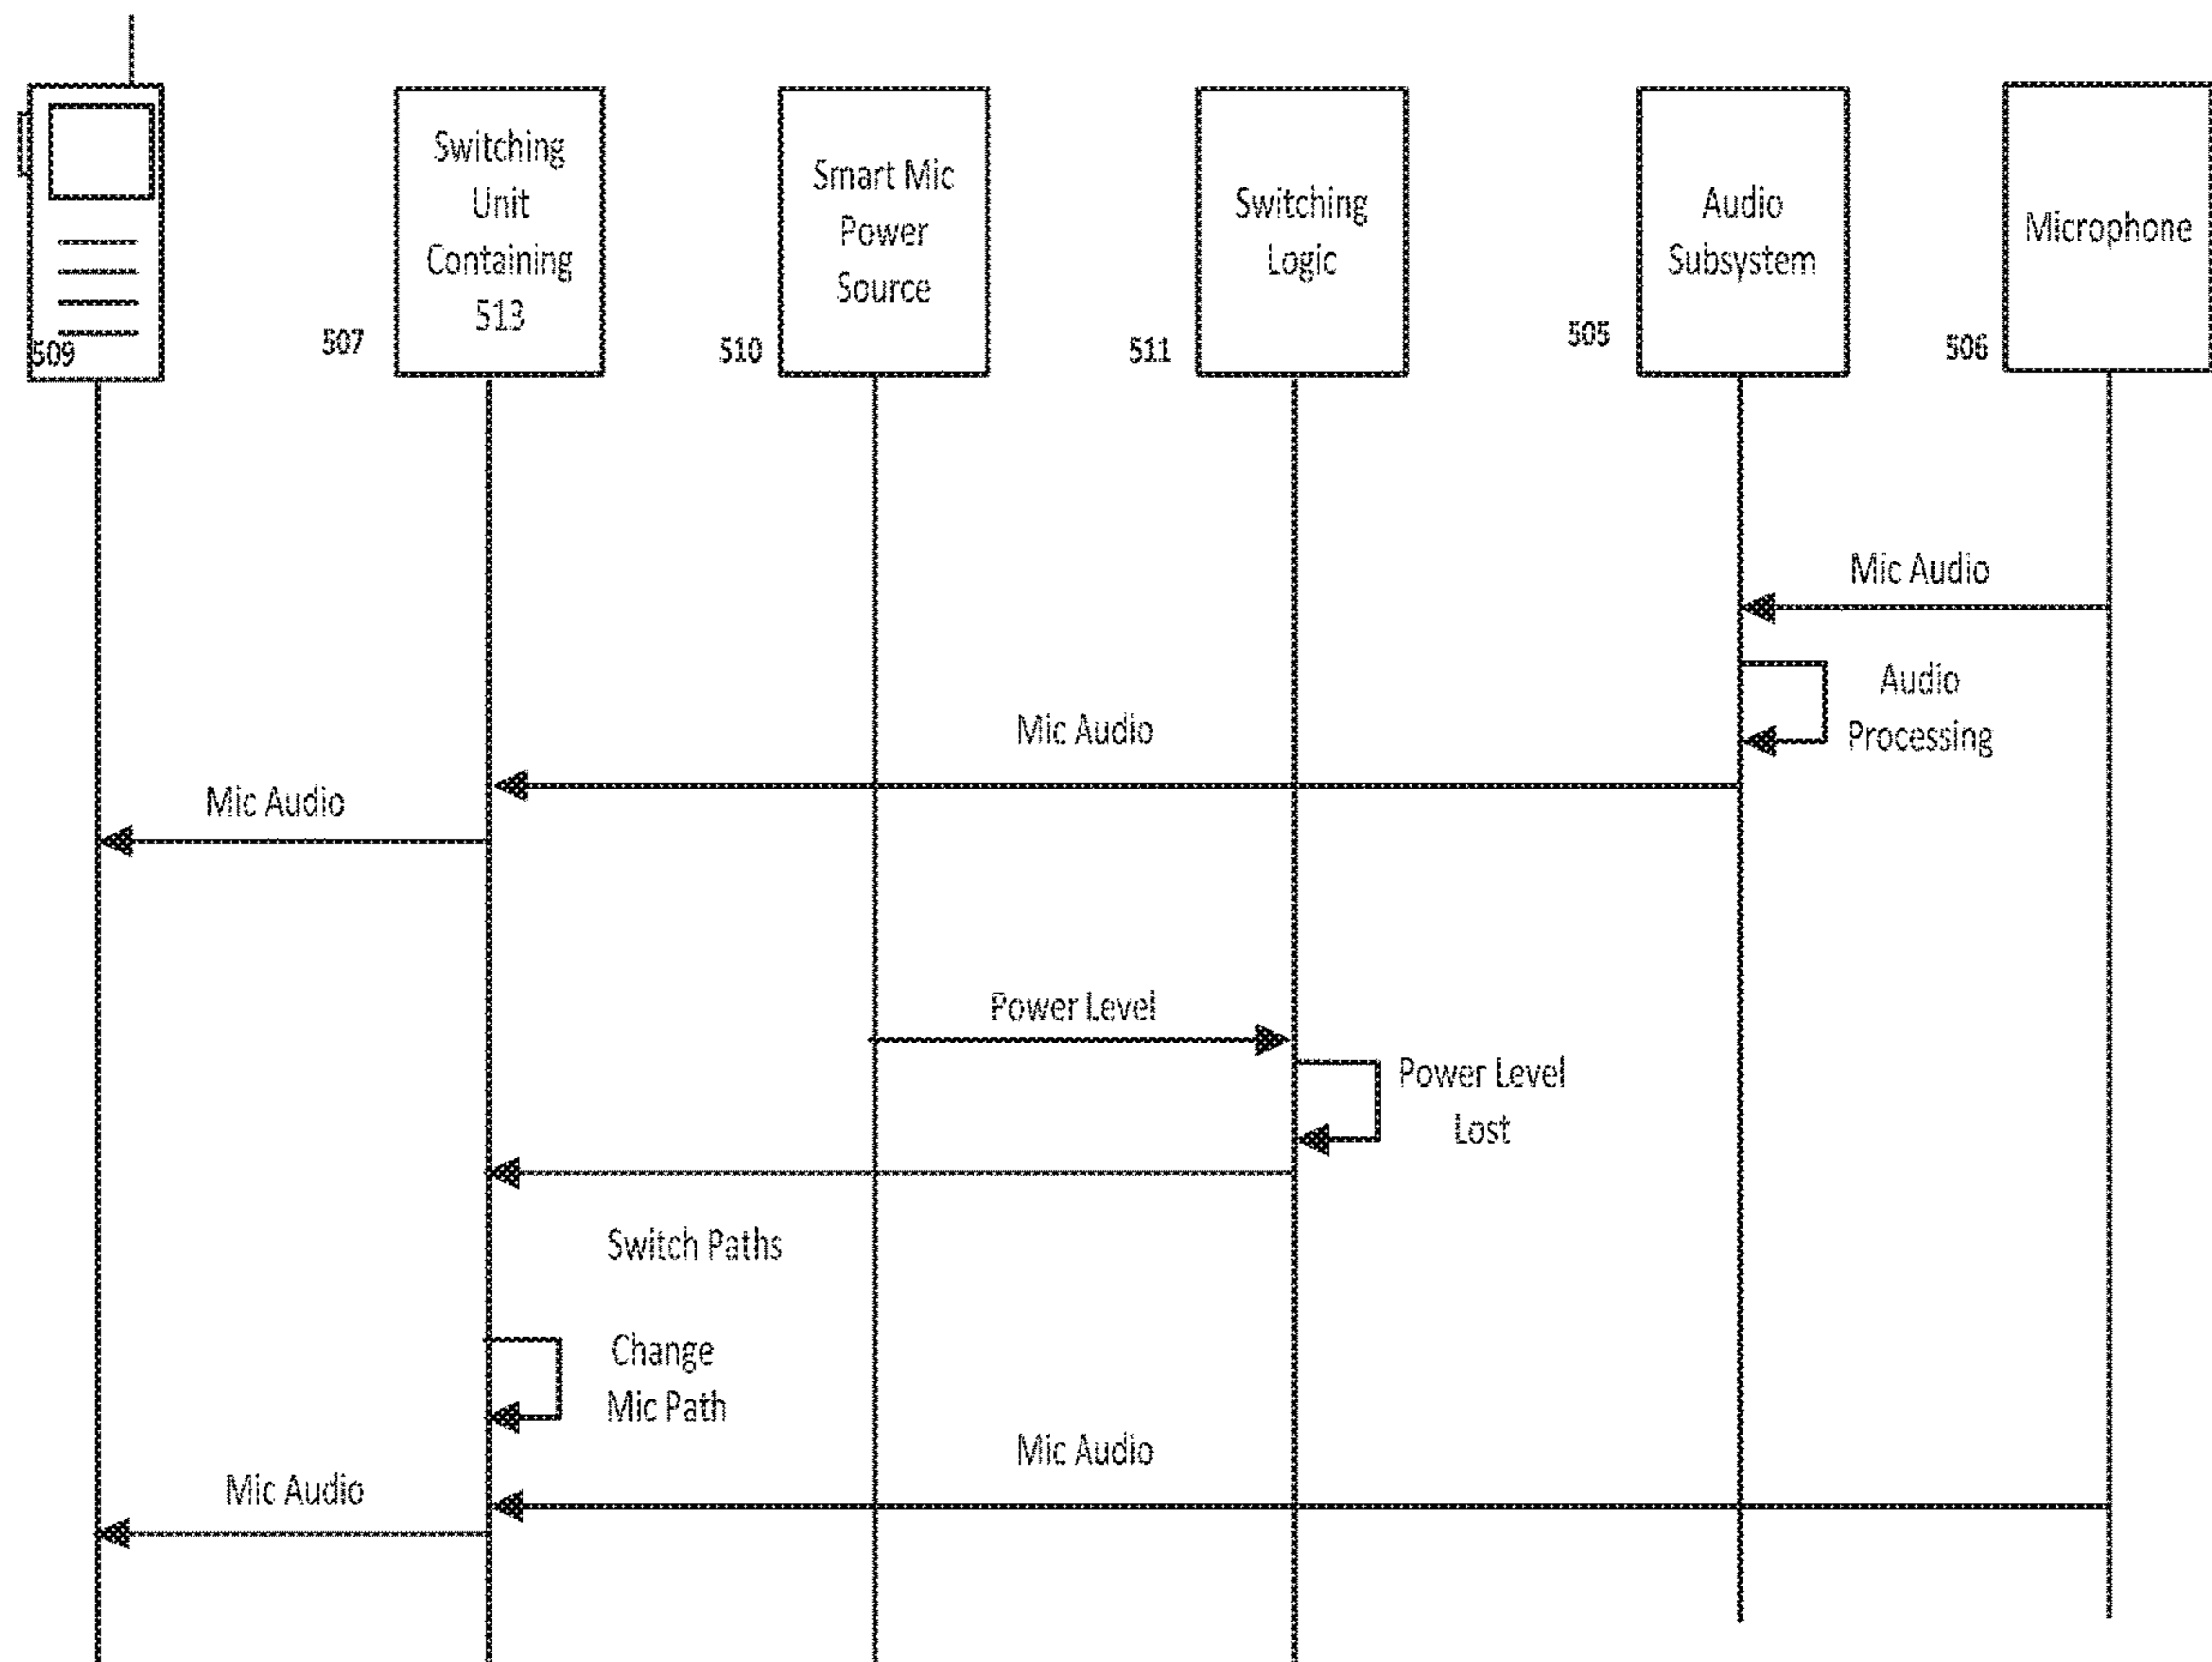 Switching
Unit
Containing
513
Smart Mic
Power
Source
Switching
Logic
Audio
Subsystem
Microphone
509
507
510
511
505
506
Mic Audio
Audio
Processing
Mic Audio
Mic Audio
Power Level
Power Level
Lost
Switch Paths
Change
Mic Path
Mic Audio
Mic Audio